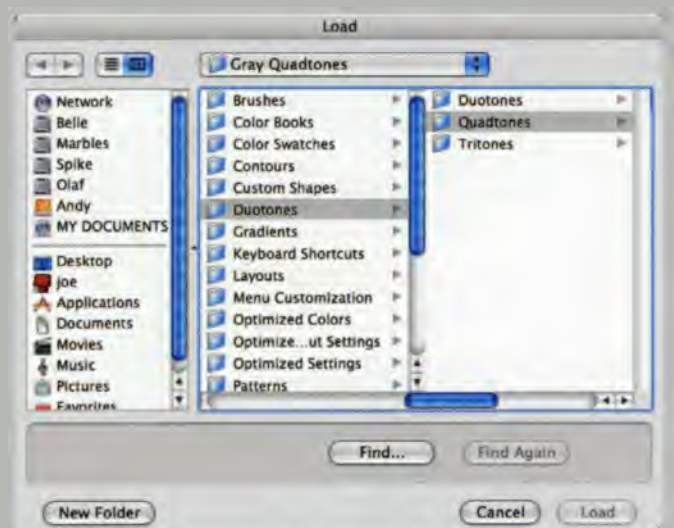 Load
Gray Quadtones
Network
Belle
Marbles
Spike
Olaf
Andy
MY DOCUMENTS
Desktop
joe
Applications
Documents
Movies
Music
Pictures
Favorites
Brushes
Color Books
Color Swatches
Contours
Custom Shapes
Duotones
Gradients
Keyboard Shortcuts
Layouts
Menu Customization
Optimized Colors
Optimize...ut Settings
Optimized Settings
Patterns
Duotones
Quadtones
Tritones
Find...
Find Again
New Folder
Cancel
Load